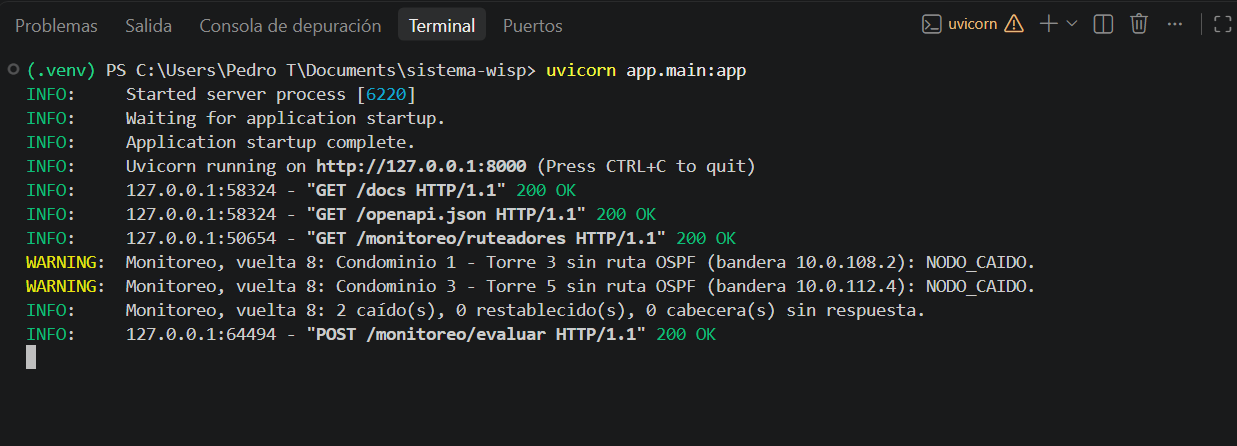 Problemas Salida Consola de depuración Terminal Puertos uvicorn
(.venv) PS C:\Users\Pedro T\Documents\sistema-wisp> uvicorn app.main:app
INFO: Started server process [6220]
INFO: Waiting for application startup.
INFO: Application startup complete.
INFO: Uvicorn running on http://127.0.0.1:8000 (Press CTRL+C to quit)
INFO: 127.0.0.1:58324 - "GET /docs HTTP/1.1" 200 OK
INFO: 127.0.0.1:58324 - "GET /openapi.json HTTP/1.1" 200 OK
INFO: 127.0.0.1:50654 - "GET /monitoreo/ruteadores HTTP/1.1" 200 OK
WARNING: Monitoreo, vuelta 8: Condominio 1 - Torre 3 sin ruta OSPF (bandera 10.0.108.2): NODO_CAIDO.
WARNING: Monitoreo, vuelta 8: Condominio 3 - Torre 5 sin ruta OSPF (bandera 10.0.112.4): NODO_CAIDO.
INFO: Monitoreo, vuelta 8: 2 caído(s), 0 restablecido(s), 0 cabecera(s) sin respuesta.
INFO: 127.0.0.1:64494 - "POST /monitoreo/evaluar HTTP/1.1" 200 OK